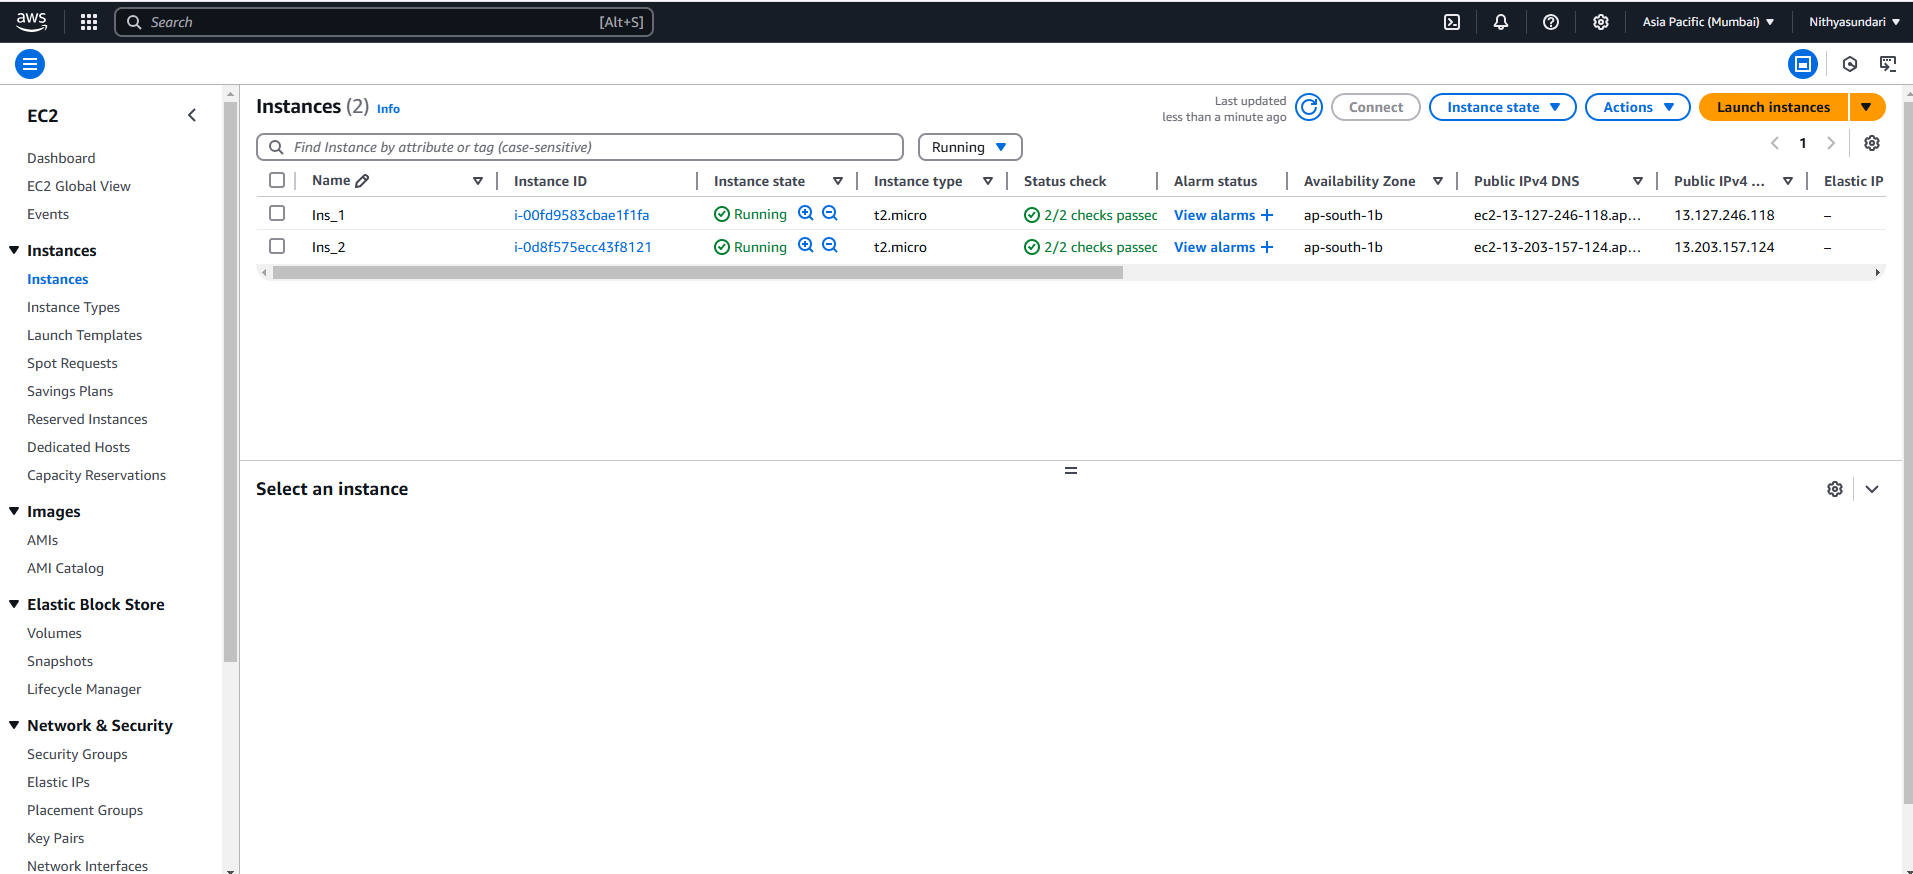 aws
Search [Alt+S]
Asia Pacific (Mumbai)
Nithyasundari
EC2
Dashboard
EC2 Global View
Events
Instances
Instances
Instance Types
Launch Templates
Spot Requests
Savings Plans
Reserved Instances
Dedicated Hosts
Capacity Reservations
Images
AMIs
AMI Catalog
Elastic Block Store
Volumes
Snapshots
Lifecycle Manager
Network & Security
Security Groups
Elastic IPs
Placement Groups
Key Pairs
Network Interfaces
Instances (2) Info
Last updated
less than a minute ago
Connect
Instance state
Actions
Launch instances
Find Instance by attribute or tag (case-sensitive)
Running
1
Name Instance ID Instance state Instance type Status check Alarm status Availability Zone Public IPv4 DNS Public IPv4 ... Elastic IP
Ins_1 i-00fd9583cbae1f1fa Running t2.micro 2/2 checks passed View alarms + ap-south-1b ec2-13-127-246-118.ap... 13.127.246.118 –
Ins_2 i-0d8f575ecc43f8121 Running t2.micro 2/2 checks passed View alarms + ap-south-1b ec2-13-203-157-124.ap... 13.203.157.124 –
Select an instance